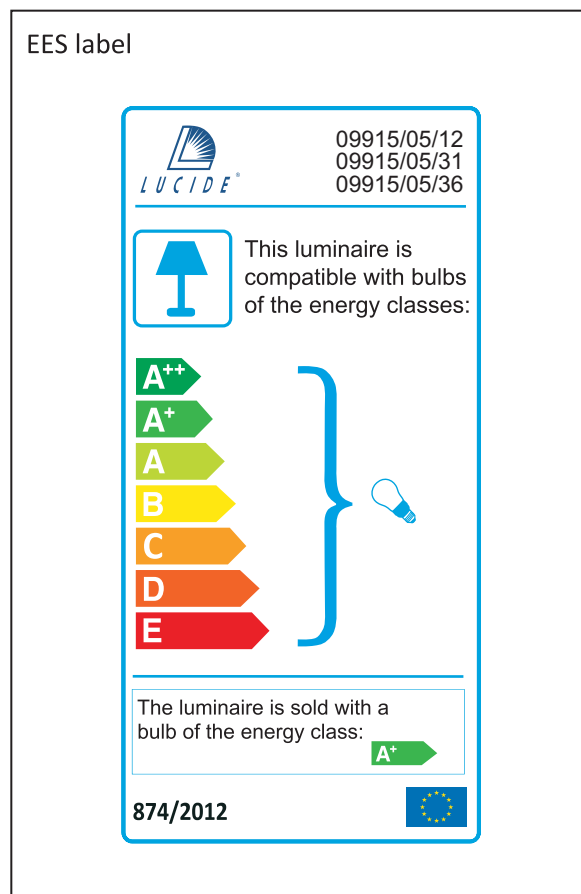 EES label
LUCIDE®
09915/05/12
09915/05/31
09915/05/36
This luminaire is
compatible with bulbs
of the energy classes:
A++
A+
A
B
C
D
E
The luminaire is sold with a
bulb of the energy class:
A+
874/2012